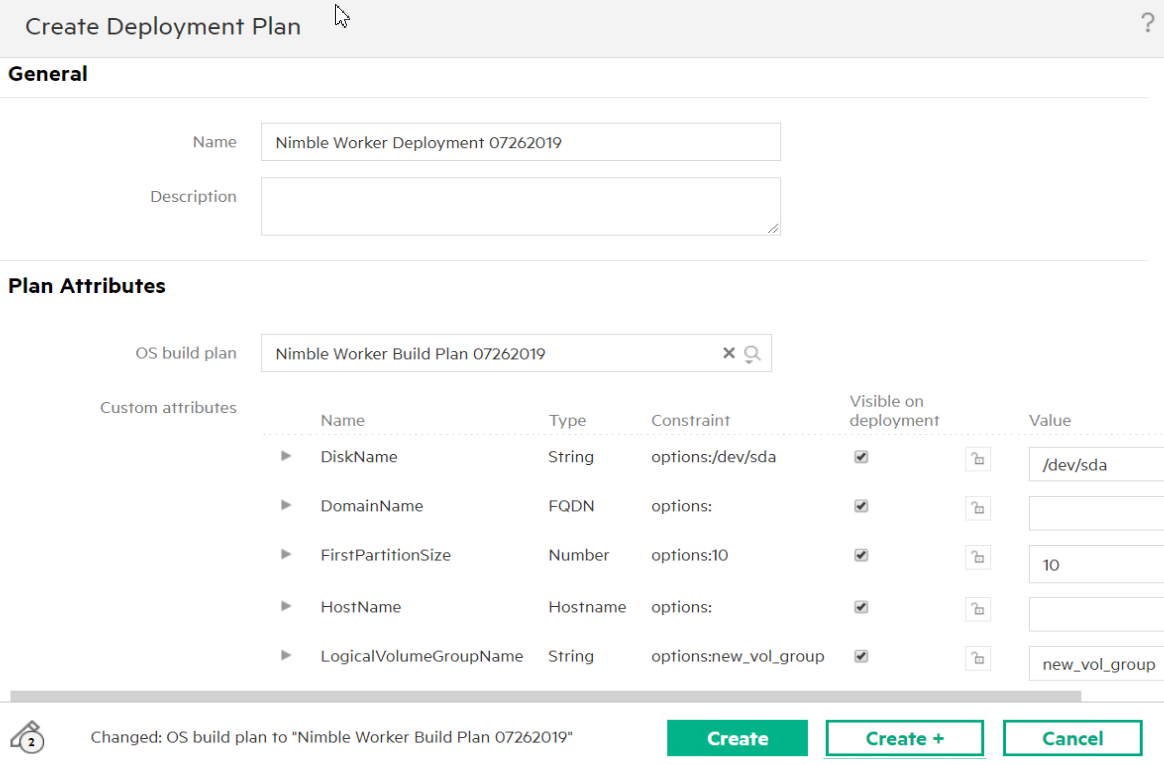 Create Deployment Plan ?
General
Name Nimble Worker Deployment 07262019
Description
Plan Attributes
OS build plan Nimble Worker Build Plan 07262019
Custom attributes
Name Type Constraint Visible on deployment Value
DiskName String options:/dev/sda /dev/sda
DomainName FQDN options:
FirstPartitionSize Number options:10 10
HostName Hostname options:
LogicalVolumeGroupName String options:new_vol_group new_vol_group
2 Changed: OS build plan to "Nimble Worker Build Plan 07262019" Create Create + Cancel